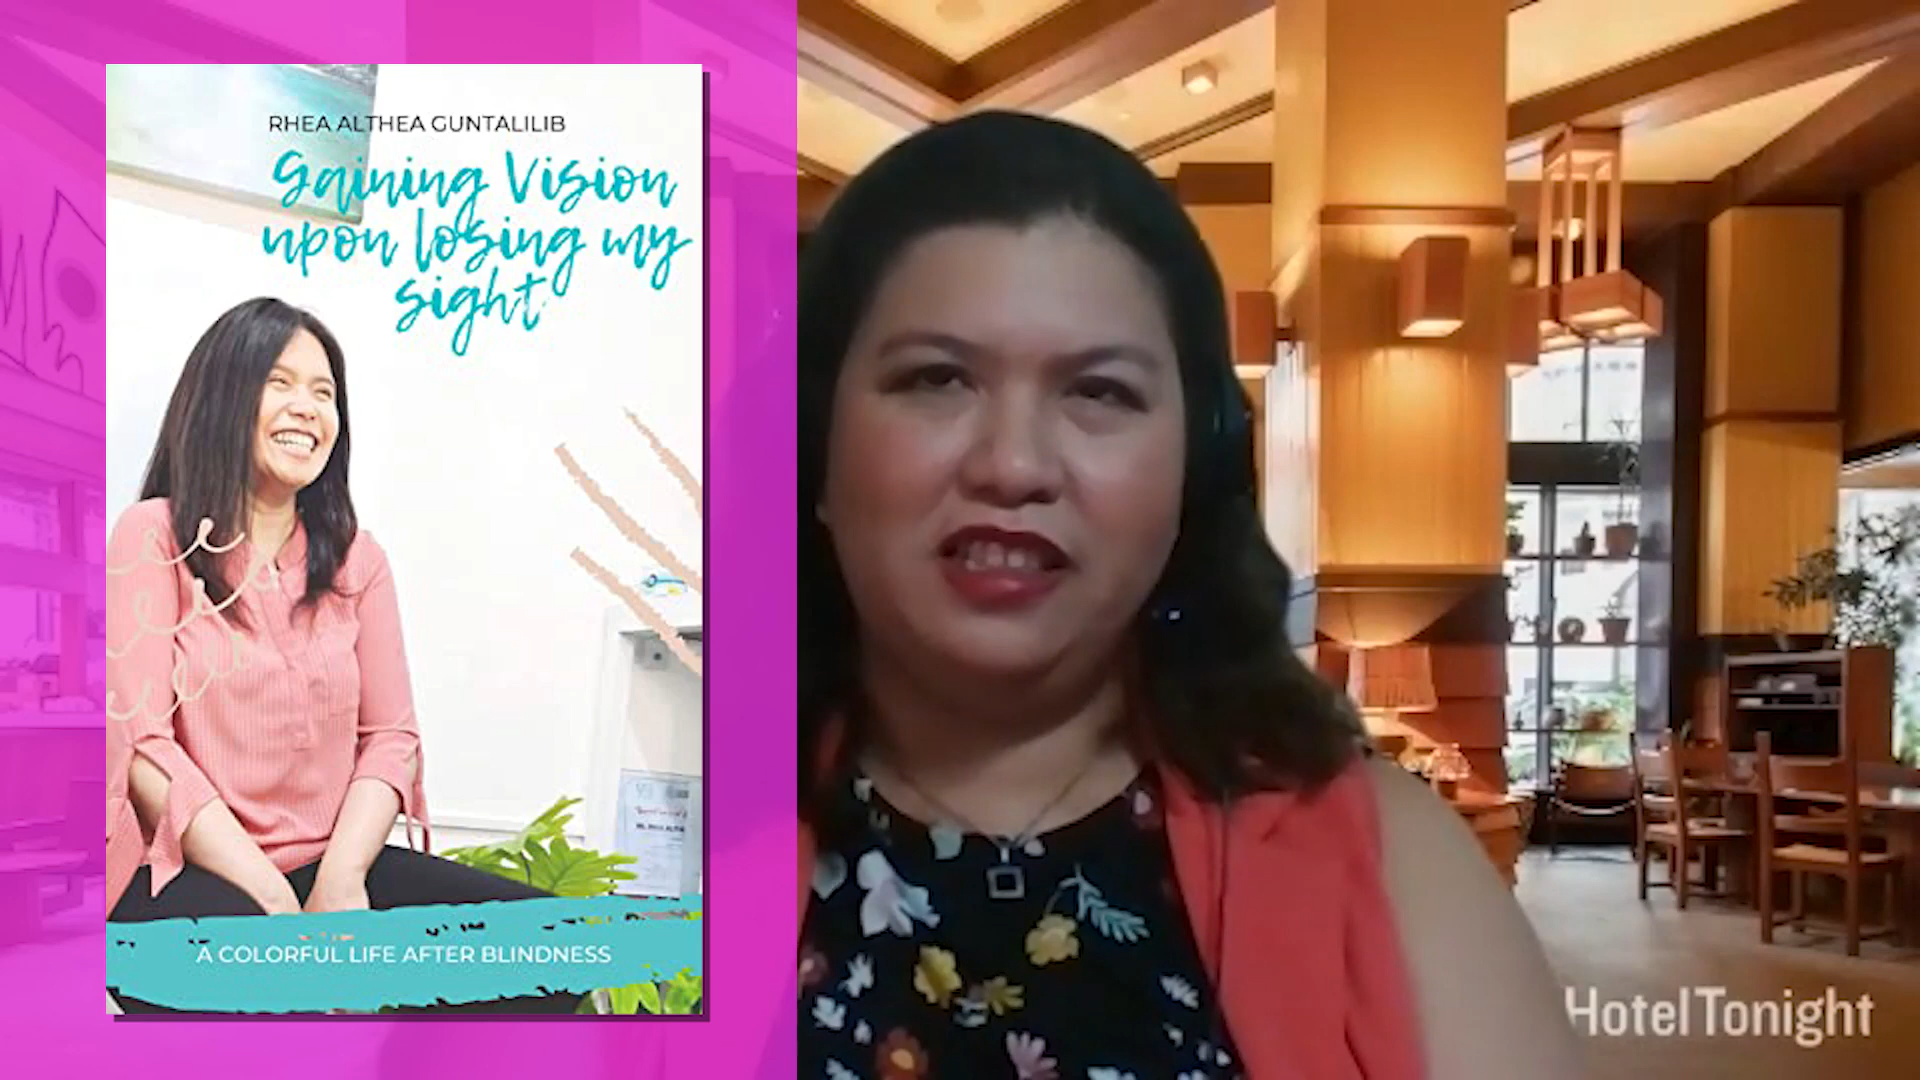 RHEA ALTHEA GUNTALILIB
Gaining Vision
upon losing my
sight
A COLORFUL LIFE AFTER BLINDNESS
HotelTonight